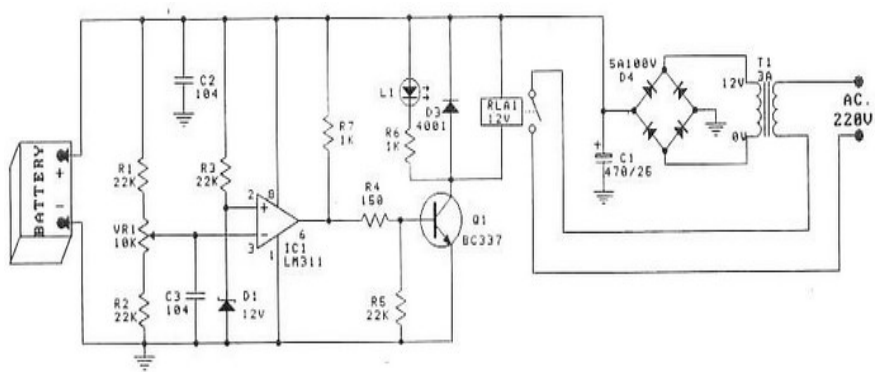 BATTERY
+
-
R1
22K
VR1
10K
R2
22K
C2
104
R3
22K
C3
104
D1
12V
2
8
+
-
3
1
6
IC1
LM311
R7
1K
R4
150
R5
22K
L1
R6
1K
D3
4001
Q1
BC337
RLA1
12V
+
C1
470/25
5A100V
D4
12V
0V
T1
3A
AC.
220V